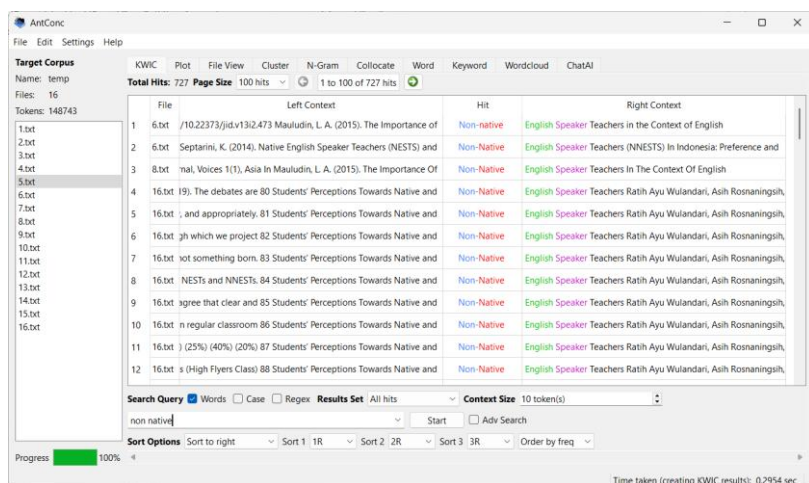 AntConc
File Edit Settings Help
Target Corpus
Name: temp
Files: 16
Tokens: 148743
1.txt
2.txt
3.txt
4.txt
5.txt
6.txt
7.txt
8.txt
9.txt
10.txt
11.txt
12.txt
13.txt
14.txt
15.txt
16.txt
Progress 100%
KWIC Plot File View Cluster N-Gram Collocate Word Keyword Wordcloud ChatAI
Total Hits: 727 Page Size 100 hits 1 to 100 of 727 hits
File Left Context Hit Right Context
1 6.txt /10.22373/jid.v13i2.473 Mauludin, L. A. (2015). The Importance of Non-native English Speaker Teachers in the Context of English
2 6.txt Septarini, K. (2014). Native English Speaker Teachers (NESTS) and Non-Native English Speaker Teachers (NNESTS) In Indonesia: Preference and
3 8.txt nal, Voices 1(1), Asia In Mauludin, L. A. (2015). The Importance Of Non-Native English Speaker Teachers In The Context Of English
4 16.txt 19). The debates are 80 Students' Perceptions Towards Native and Non-Native English Speaker Teachers Ratih Ayu Wulandari, Asih Rosnaningsih,
5 16.txt , and appropriately. 81 Students' Perceptions Towards Native and Non-Native English Speaker Teachers Ratih Ayu Wulandari, Asih Rosnaningsih,
6 16.txt gh which we project 82 Students' Perceptions Towards Native and Non-Native English Speaker Teachers Ratih Ayu Wulandari, Asih Rosnaningsih,
7 16.txt not something born. 83 Students' Perceptions Towards Native and Non-Native English Speaker Teachers Ratih Ayu Wulandari, Asih Rosnaningsih,
8 16.txt NESTs and NNESTs. 84 Students' Perceptions Towards Native and Non-Native English Speaker Teachers Ratih Ayu Wulandari, Asih Rosnaningsih,
9 16.txt agree that clear and 85 Students' Perceptions Towards Native and Non-Native English Speaker Teachers Ratih Ayu Wulandari, Asih Rosnaningsih,
10 16.txt n regular classroom 86 Students' Perceptions Towards Native and Non-Native English Speaker Teachers Ratih Ayu Wulandari, Asih Rosnaningsih,
11 16.txt ) (25%) (40%) (20%) 87 Students' Perceptions Towards Native and Non-Native English Speaker Teachers Ratih Ayu Wulandari, Asih Rosnaningsih,
12 16.txt s (High Flyers Class) 88 Students' Perceptions Towards Native and Non-Native English Speaker Teachers Ratih Ayu Wulandari, Asih Rosnaningsih,
Search Query Words Case Regex Results Set All hits Context Size 10 token(s)
non native Start Adv Search
Sort Options Sort to right Sort 1 1R Sort 2 2R Sort 3 3R Order by freq
Time taken (creating KWIC results): 0.2954 sec